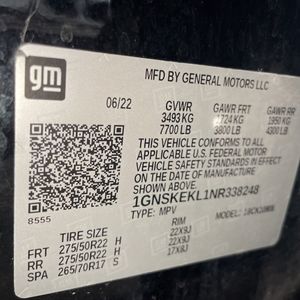 gm
MFD BY GENERAL MOTORS LLC
06/22 GVWR GAWR FRT GAWR RR
3493 KG 1724 KG 1950 KG
7700 LB 3800 LB 4300 LB
THIS VEHICLE CONFORMS TO ALL
APPLICABLE U.S. FEDERAL MOTOR
VEHICLE SAFETY STANDARDS IN EFFECT
ON THE DATE OF MANUFACTURE SHOWN ABOVE.
1GNSKEKL1NR338248
8555
TYPE: MPV MODEL:
TIRE SIZE RIM
FRT 275/50R22 H 22X9J
RR 275/50R22 H 22X9J
SPA 265/70R17 S 17X8J